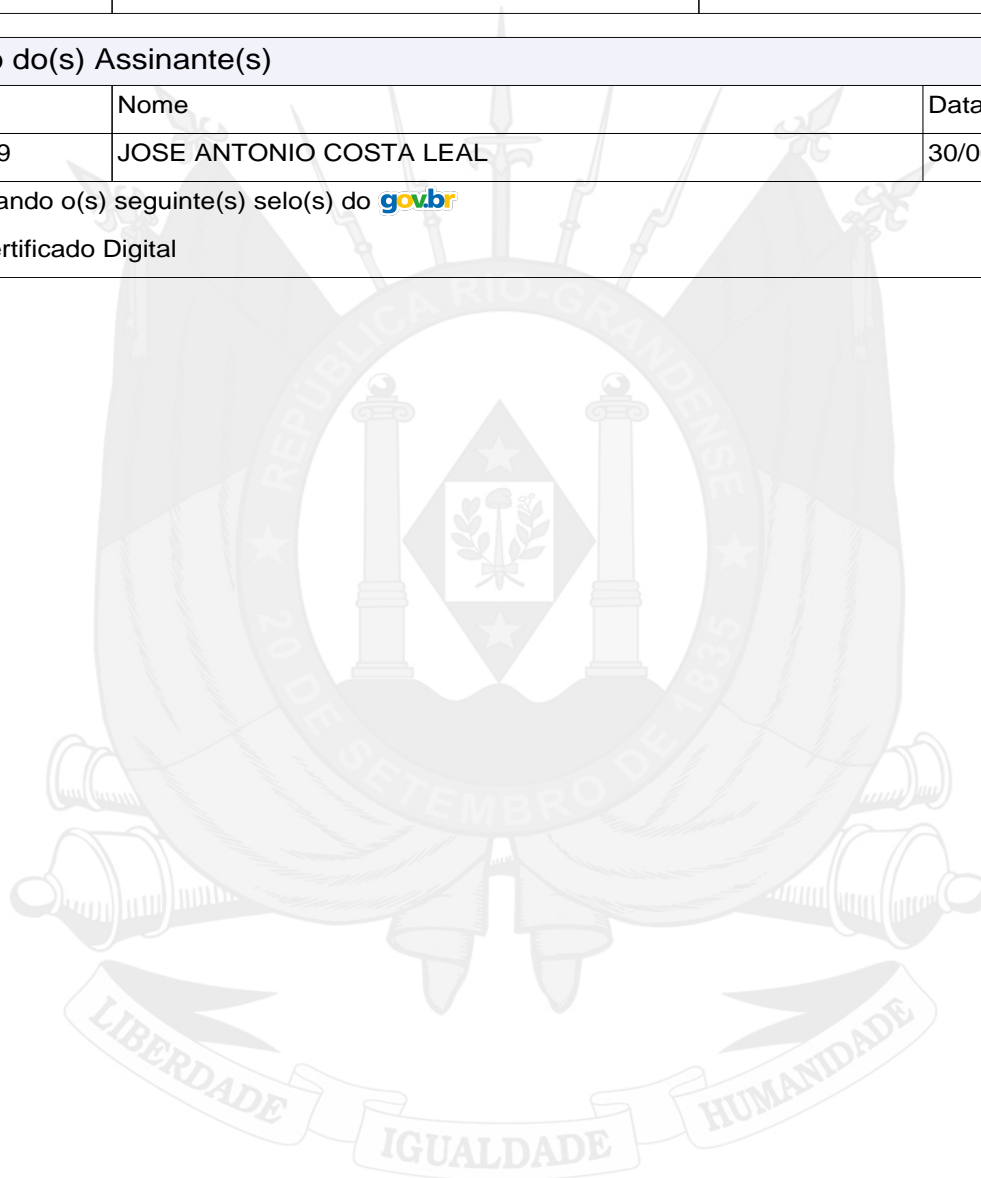 o do(s) Assinante(s)
Nome
Data
9
JOSE ANTONIO COSTA LEAL
30/0
ando o(s) seguinte(s) selo(s) do gov.br
ertificado Digital
REPÚBLICA RIO-GRANDENSE
20 DE SETEMBRO DE 1835
LIBERDADE
IGUALDADE
HUMANIDADE